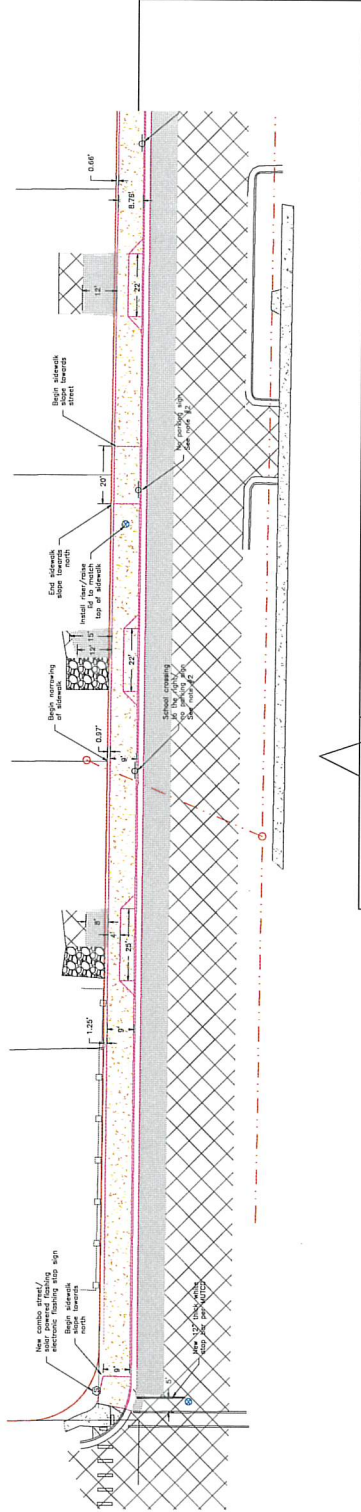 New combo street/
solar powered flashing
electronic flashing stop sign
Begin sidewalk
slope towards
north
9'
5'
New 12" thick white
stop bar per MUTCD
1.25'
9'
8'
4'
25'
Begin narrowing
of sidewalk
0.97'
9'
School crossing
to the right/
no parking sign
See note #2
12'
15'
22'
Install riser/raise
lid to match
top of sidewalk
End sidewalk
slope towards
north
20'
No parking sign
See note #2
Begin sidewalk
slope towards
street
12'
22'
0.66'
8.76'